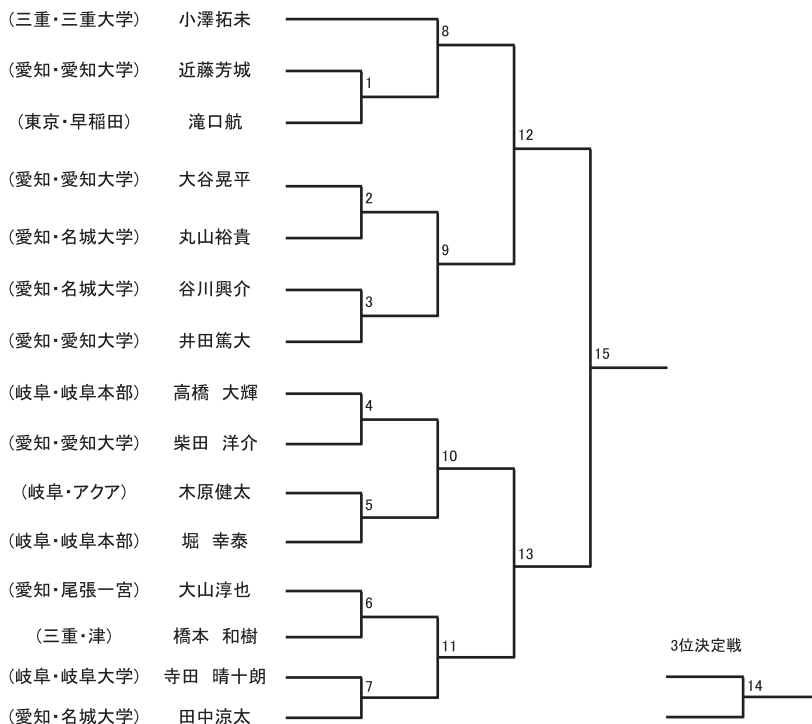 (三重・三重大学) 小澤拓未
8
(愛知・愛知大学) 近藤芳城
1
(東京・早稲田) 滝口航
12
(愛知・愛知大学) 大谷晃平
2
(愛知・名城大学) 丸山裕貴
9
(愛知・名城大学) 谷川興介
3
(愛知・愛知大学) 井田篤大
15
(岐阜・岐阜本部) 高橋 大輝
4
(愛知・愛知大学) 柴田 洋介
10
(岐阜・アクア) 木原健太
5
(岐阜・岐阜本部) 堀 幸泰
13
(愛知・尾張一宮) 大山淳也
6
(三重・津) 橋本 和樹
11
3位決定戦
(岐阜・岐阜大学) 寺田 晴十朗
7
14
(愛知・名城大学) 田中涼太